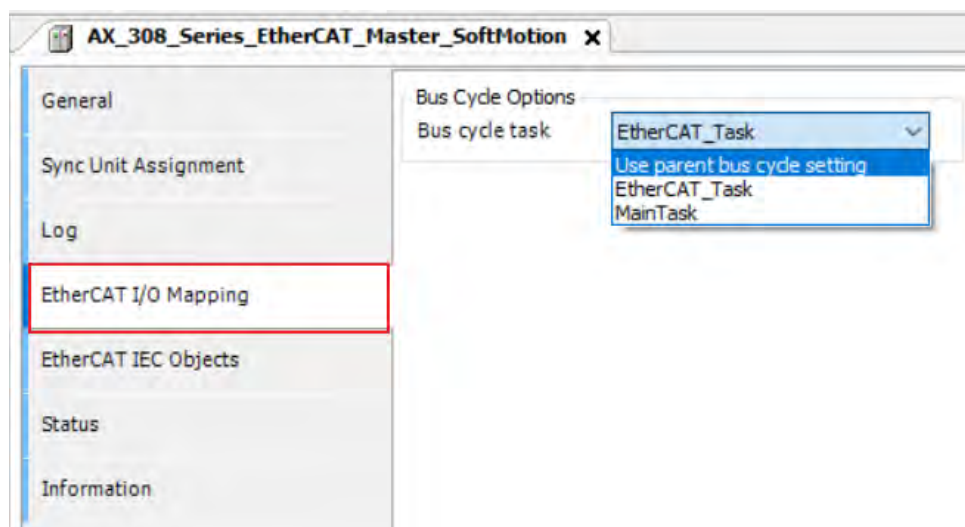 AX_308_Series_EtherCAT_Master_SoftMotion
General
Sync Unit Assignment
Log
EtherCAT I/O Mapping
EtherCAT IEC Objects
Status
Information
Bus Cycle Options
Bus cycle task EtherCAT_Task
Use parent bus cycle setting
EtherCAT_Task
MainTask